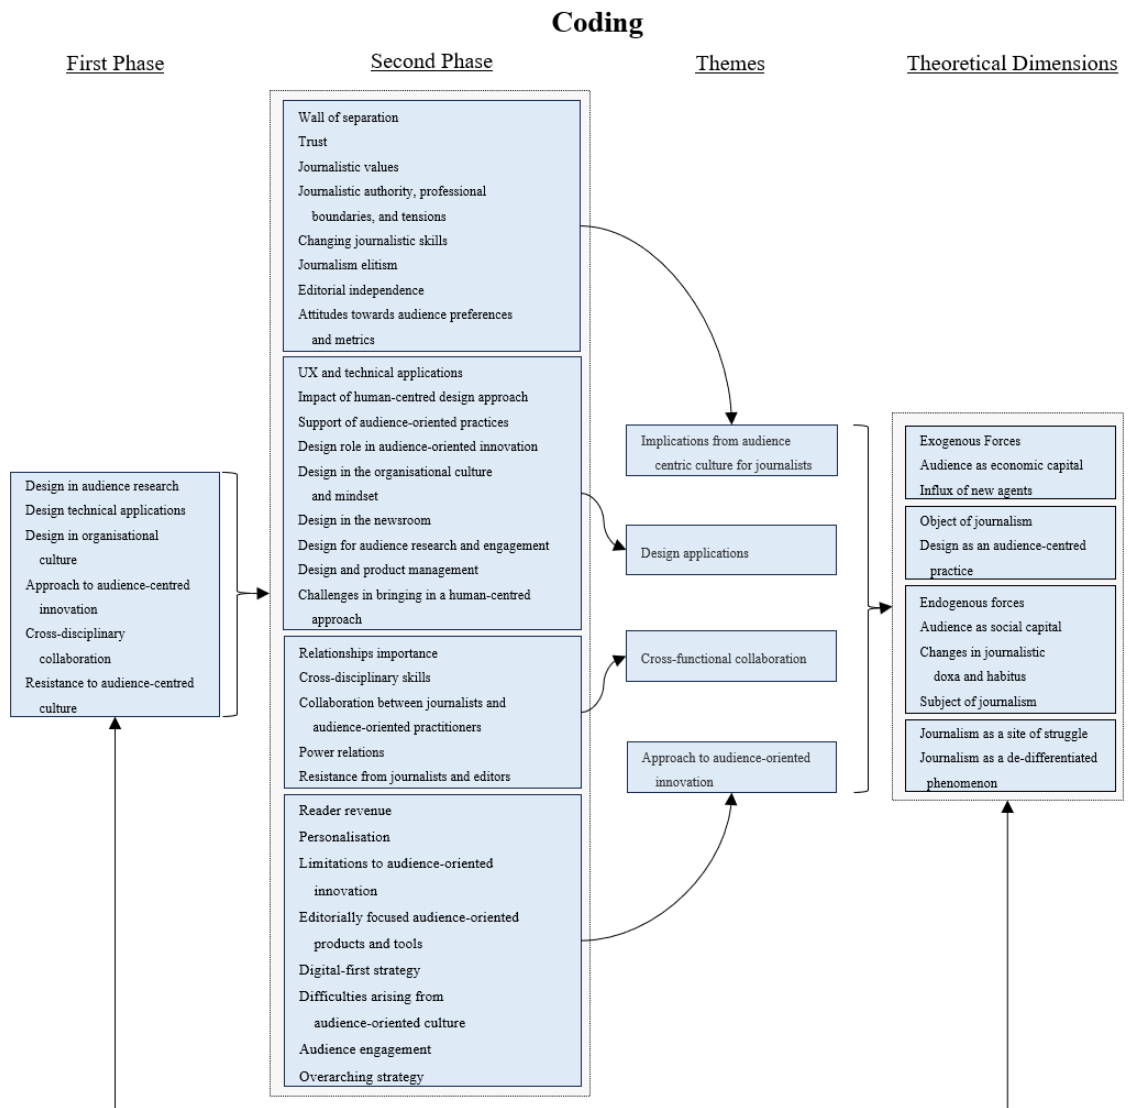 Coding
First Phase
Second Phase
Themes
Theoretical Dimensions
Design in audience research
Design technical applications
Design in organisational
culture
Approach to audience-centred
innovation
Cross-disciplinary
collaboration
Resistance to audience-centred
culture
Wall of separation
Trust
Journalistic values
Journalistic authority, professional
boundaries, and tensions
Changing journalistic skills
Journalism elitism
Editorial independence
Attitudes towards audience preferences
and metrics
UX and technical applications
Impact of human-centred design approach
Support of audience-oriented practices
Design role in audience-oriented innovation
Design in the organisational culture
and mindset
Design in the newsroom
Design for audience research and engagement
Design and product management
Challenges in bringing in a human-centred
approach
Relationships importance
Cross-disciplinary skills
Collaboration between journalists and
audience-oriented practitioners
Power relations
Resistance from journalists and editors
Reader revenue
Personalisation
Limitations to audience-oriented
innovation
Editorially focused audience-oriented
products and tools
Digital-first strategy
Difficulties arising from
audience-oriented culture
Audience engagement
Overarching strategy
Implications from audience
centric culture for journalists
Design applications
Cross-functional collaboration
Approach to audience-oriented
innovation
Exogenous Forces
Audience as economic capital
Influx of new agents
Object of journalism
Design as an audience-centred
practice
Endogenous forces
Audience as social capital
Changes in journalistic
doxa and habitus
Subject of journalism
Journalism as a site of struggle
Journalism as a de-differentiated
phenomenon